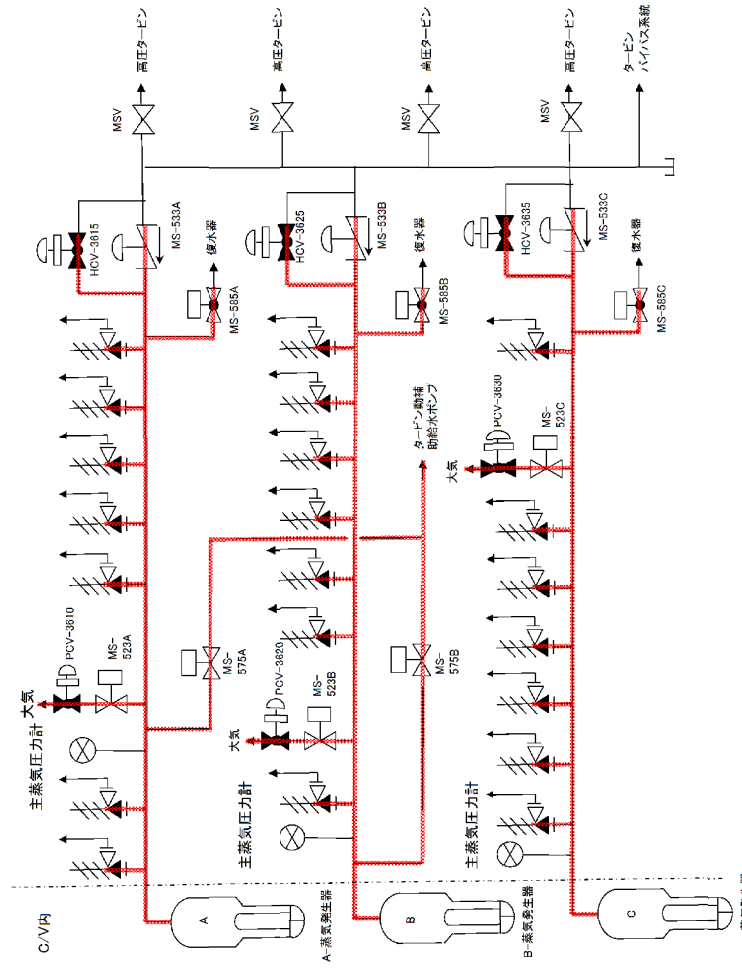 高圧タービン
高圧タービン
高圧タービン
高圧タービン
タービン
バイパス系統
MSV
MSV
MSV
MSV
HCV-3615
MS-533A
復水器
MS-585A
HCV-3625
MS-533B
復水器
MS-585B
HCV-3635
MS-533C
復水器
MS-585C
タービン動補
助給水ポンプ
PCV-3610
MS-
523A
大気
主蒸気圧力計
MS-
575A
PCV-3620
MS-
523B
大気
主蒸気圧力計
MS-
575B
PCV-3630
MS-
523C
大気
主蒸気圧力計
C/V内
A
A-蒸気発生器
B
B-蒸気発生器
C